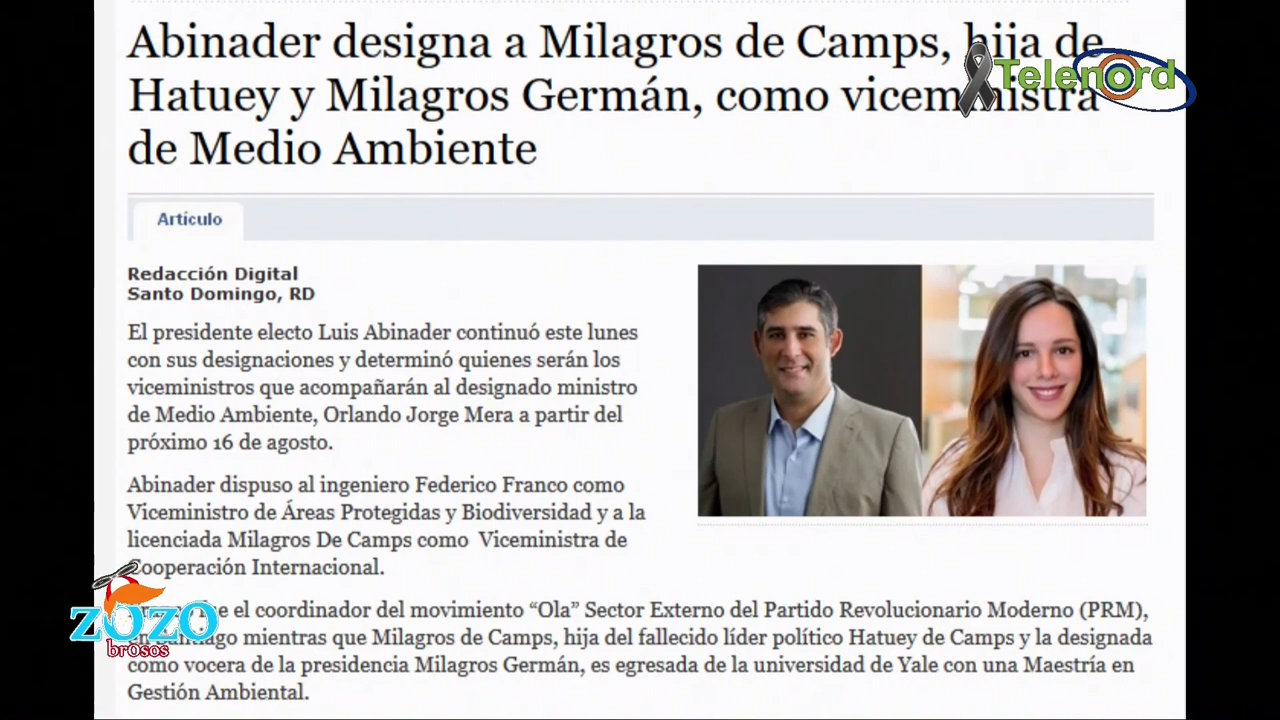 Abinader designa a Milagros de Camps, hija de
Hatuey y Milagros Germán, como viceministra
de Medio Ambiente
Telenord
Artículo
Redacción Digital
Santo Domingo, RD
El presidente electo Luis Abinader continuó este lunes
con sus designaciones y determinó quienes serán los
viceministros que acompañarán al designado ministro
de Medio Ambiente, Orlando Jorge Mera a partir del
próximo 16 de agosto.
Abinader dispuso al ingeniero Federico Franco como
Viceministro de Áreas Protegidas y Biodiversidad y a la
licenciada Milagros De Camps como Viceministra de
Cooperación Internacional.
el coordinador del movimiento “Ola” Sector Externo del Partido Revolucionario Moderno (PRM),
mientras que Milagros de Camps, hija del fallecido líder político Hatuey de Camps y la designada
como vocera de la presidencia Milagros Germán, es egresada de la universidad de Yale con una Maestría en
Gestión Ambiental.
ZOZO
brosos